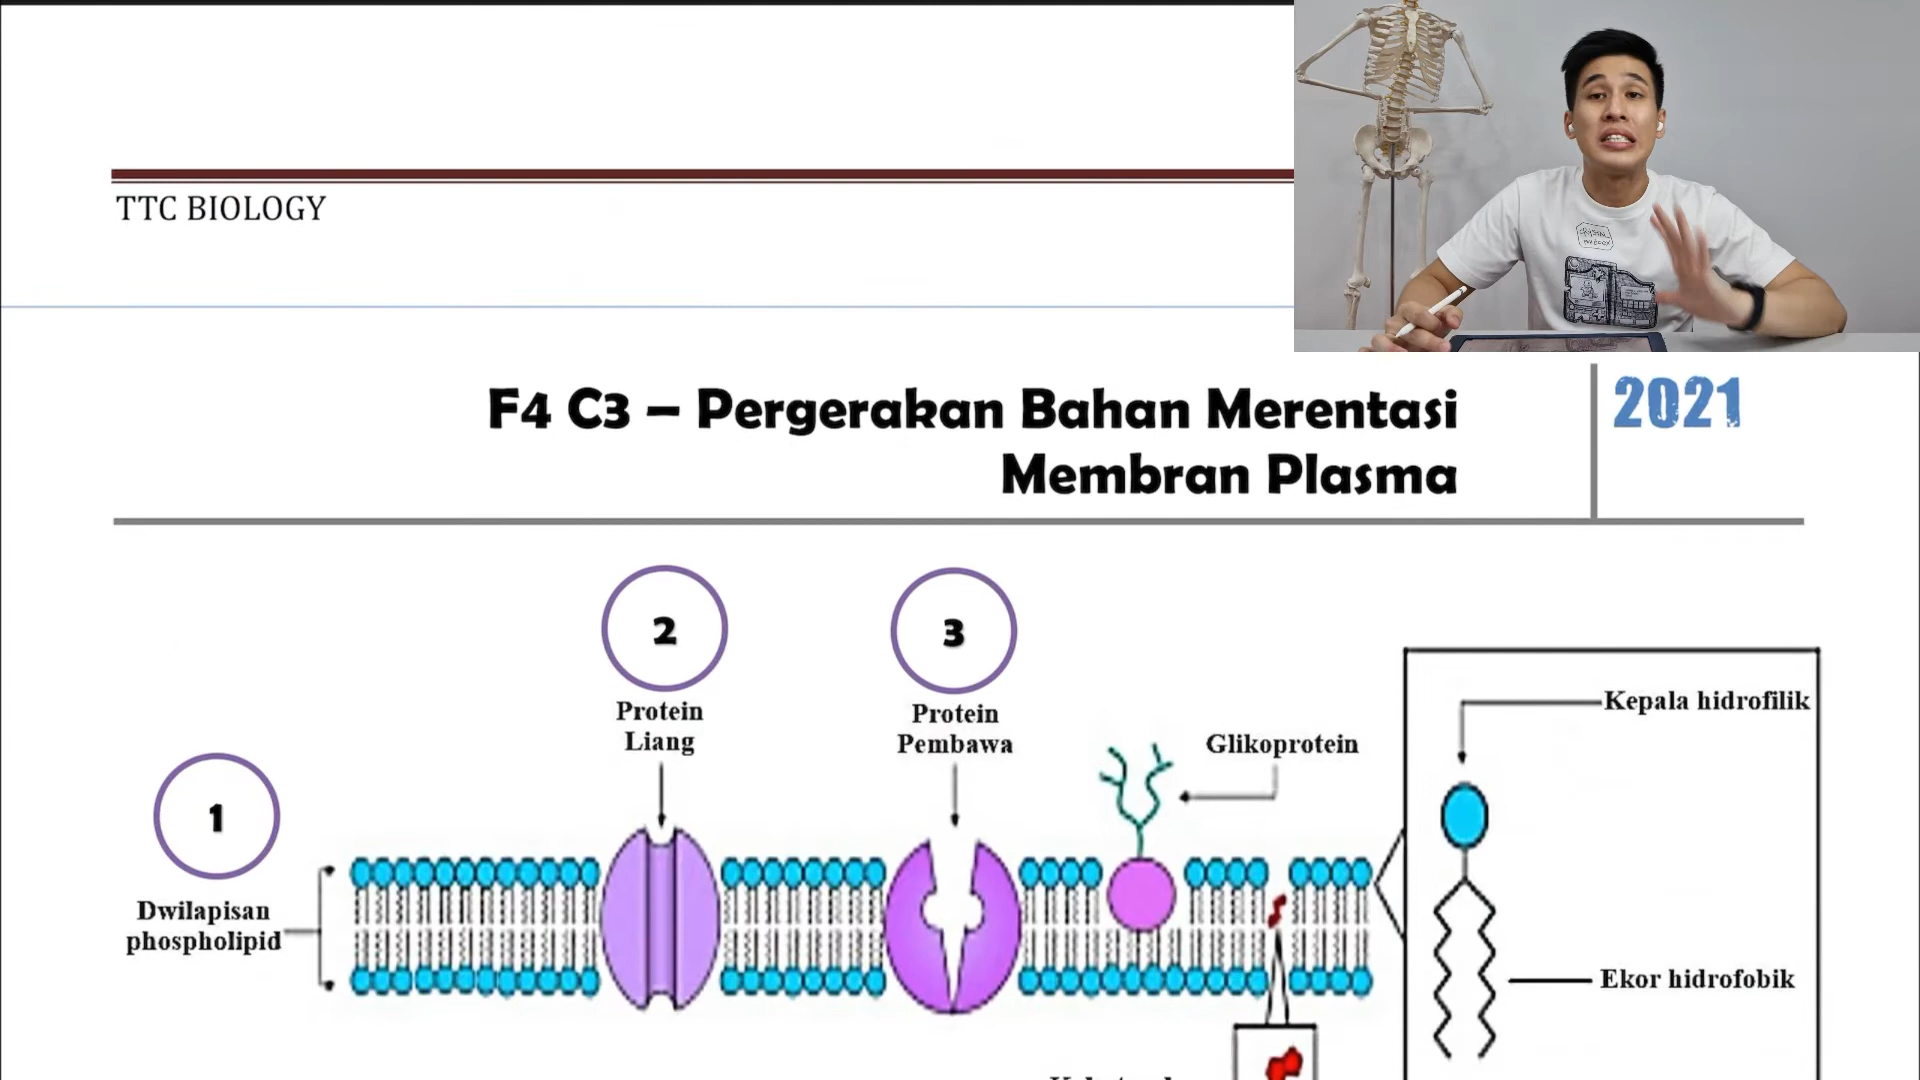 TTC BIOLOGY
F4 C3 – Pergerakan Bahan Merentasi
Membran Plasma
2021
2
3
Protein
Liang
Protein
Pembawa
Glikoprotein
Kepala hidrofilik
1
Dwilapisan
phospholipid
Ekor hidrofobik